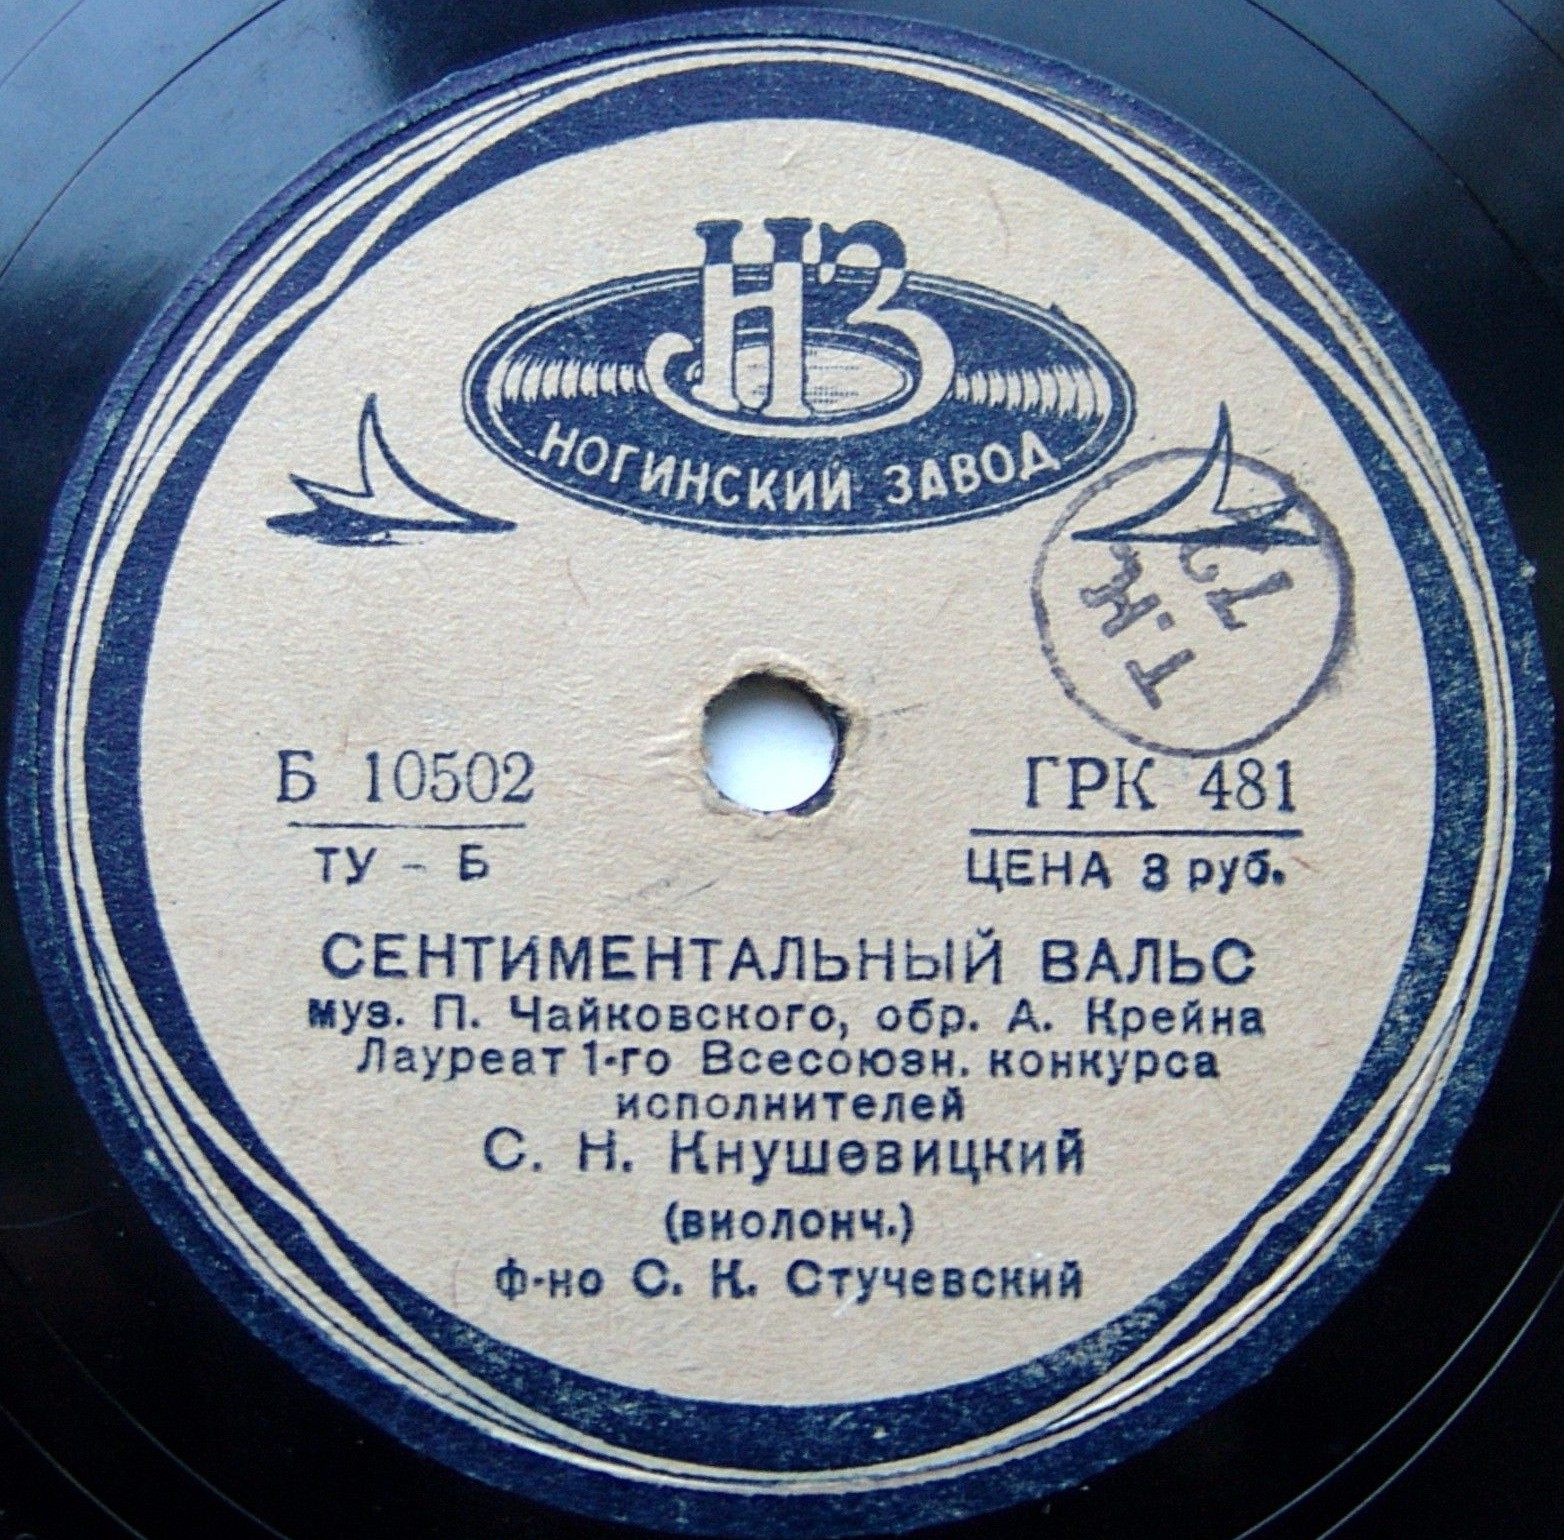 НЗ
НОГИНСКИЙ ЗАВОД
Т.К
72
Б 10502
ГРК 481
ТУ - Б
ЦЕНА 3 руб.
СЕНТИМЕНТАЛЬНЫЙ ВАЛЬС
муз. П. Чайковского, обр. А. Крейна
Лауреат 1-го Всесоюзн. конкурса
исполнителей
С. Н. Кнушевицкий
(виолонч.)
Ф-но С. К. Стучевский